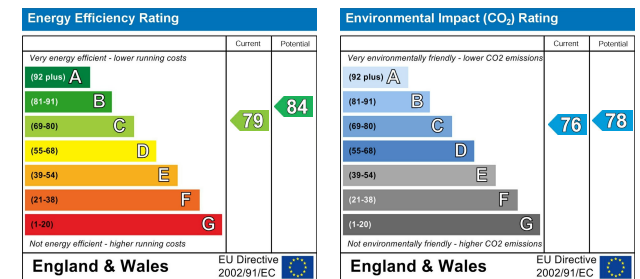 Energy Efficiency Rating
Current Potential
Very energy efficient - lower running costs
(92 plus) A
(81-91) B
(69-80) C
(55-68) D
(39-54) E
(21-38) F
(1-20) G
79
84
Not energy efficient - higher running costs
England & Wales
EU Directive
2002/91/EC
Environmental Impact (CO₂) Rating
Current Potential
Very environmentally friendly - lower CO2 emissions
(92 plus) A
(81-91) B
(69-80) C
(55-68) D
(39-54) E
(21-38) F
(1-20) G
76
78
Not environmentally friendly - higher CO2 emissions
England & Wales
EU Directive
2002/91/EC